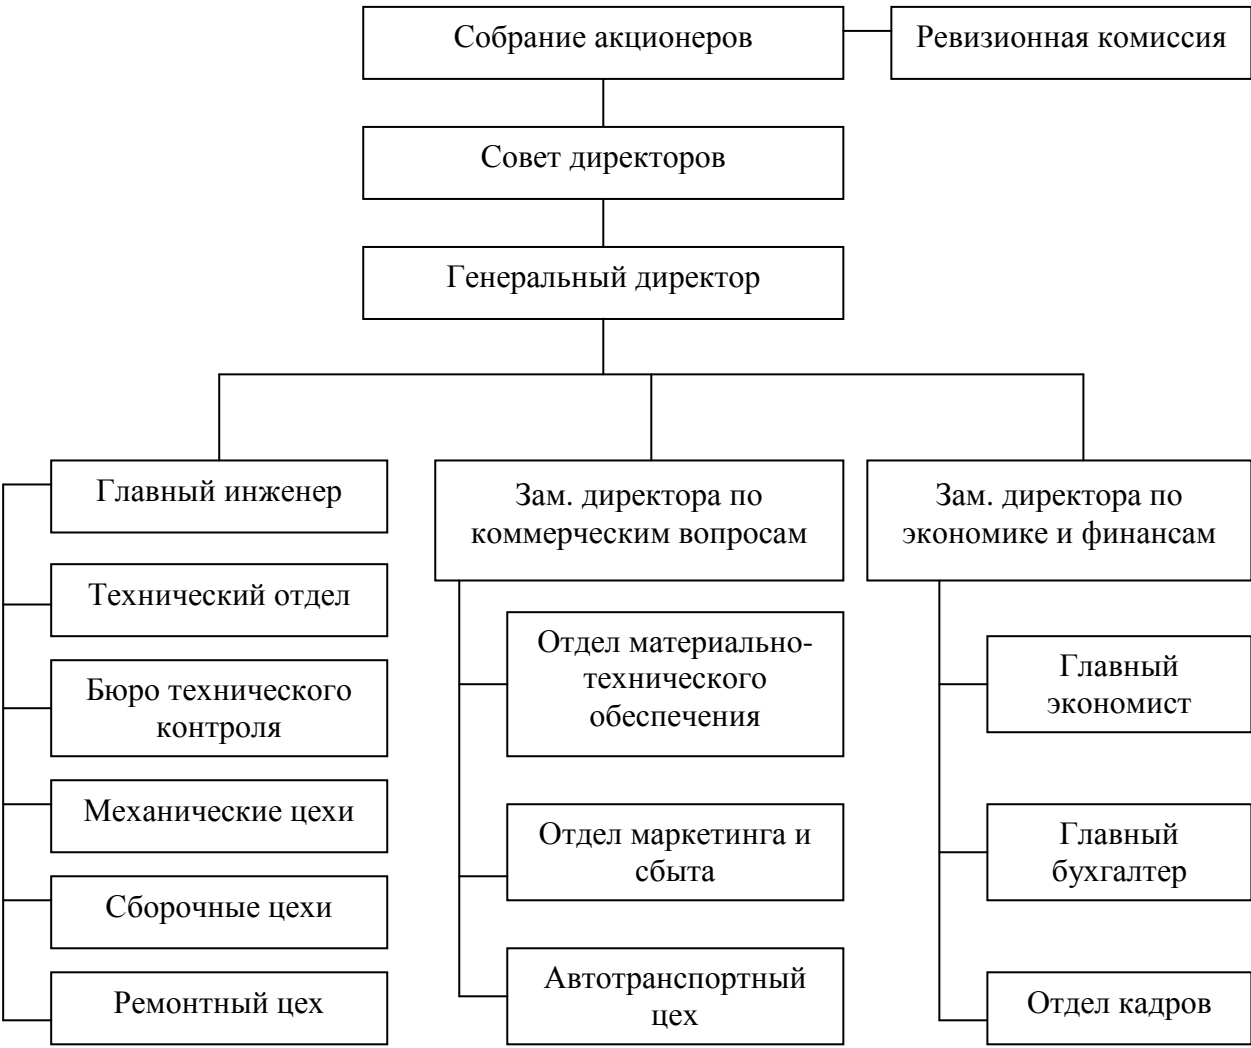 Собрание акционеров
Ревизионная комиссия
Совет директоров
Генеральный директор
Главный инженер
Технический отдел
Бюро технического
контроля
Механические цехи
Сборочные цехи
Ремонтный цех
Зам. директора по
коммерческим вопросам
Отдел материально-
технического
обеспечения
Отдел маркетинга и
сбыта
Автотранспортный
цех
Зам. директора по
экономике и финансам
Главный
экономист
Главный
бухгалтер
Отдел кадров